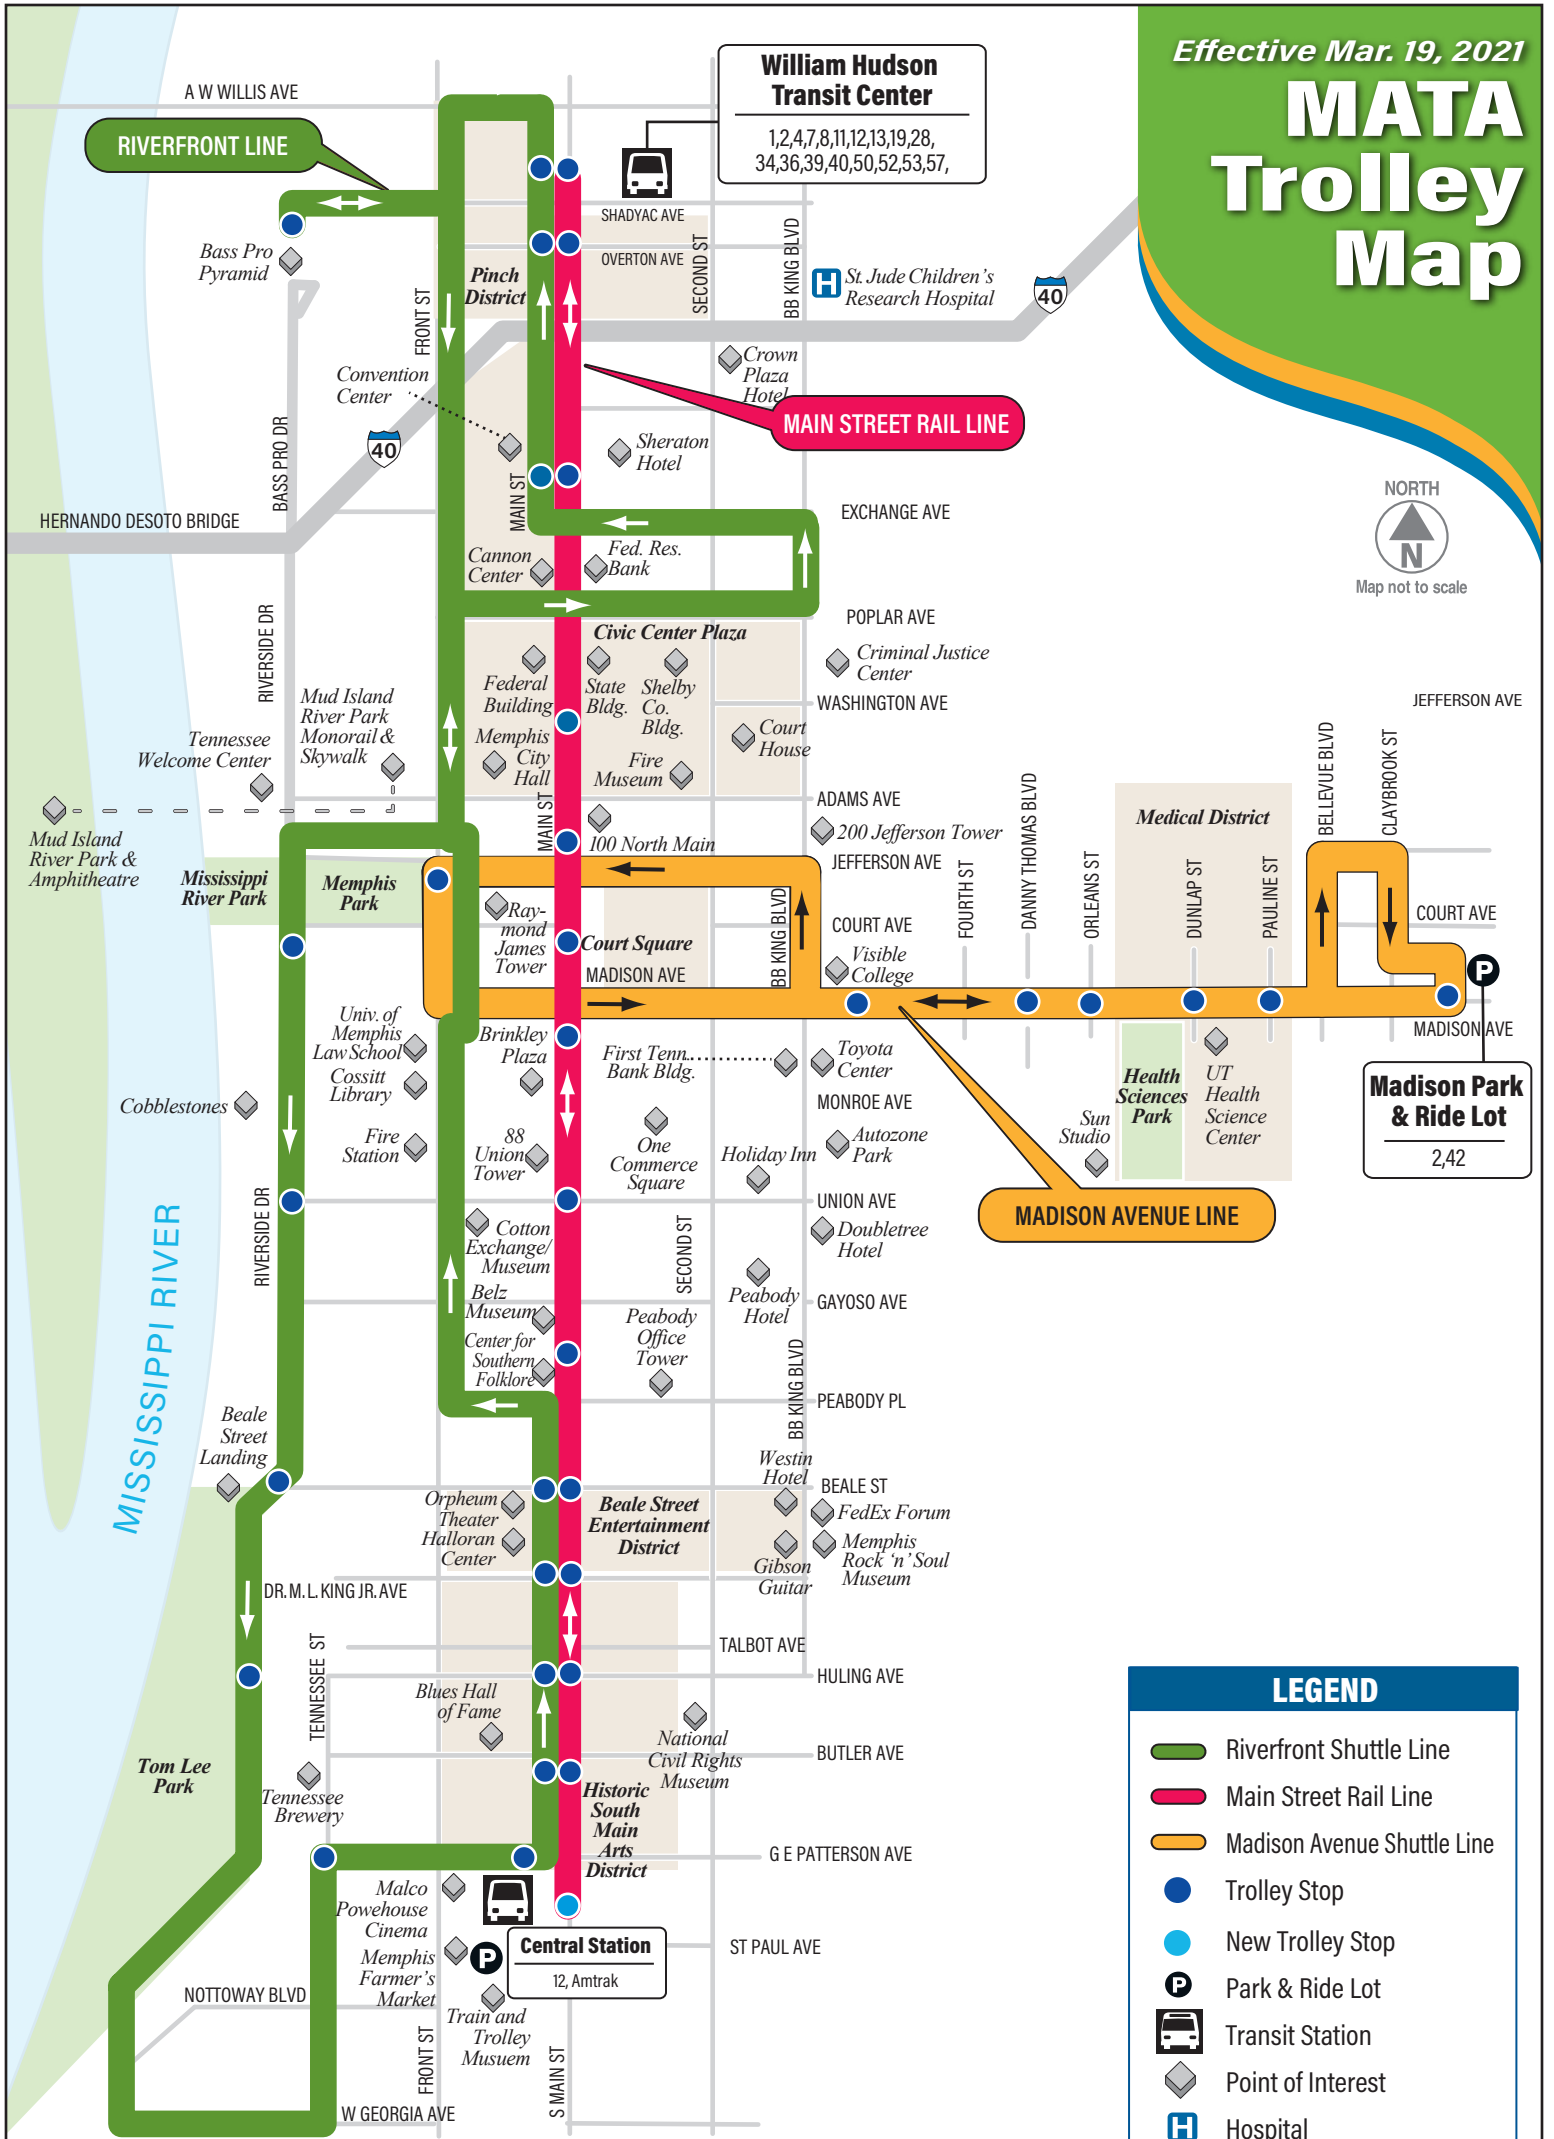 Effective Mar. 19, 2021
MATA
Trolley
Map
William Hudson
Transit Center
1,2,4,7,8,11,12,13,19,28,
34,36,39,40,50,52,53,57,
A W WILLIS AVE
RIVERFRONT LINE
SHADYAC AVE
OVERTON AVE
Bass Pro
Pyramid
Pinch
District
FRONT ST
SECOND ST
BB KING BLVD
H
St. Jude Children's
Research Hospital
40
Convention
Center
Crown
Plaza
Hotel
MAIN STREET RAIL LINE
BASS PRO DR
40
MAIN ST
Sheraton
Hotel
NORTH
N
Map not to scale
HERNANDO DESOTO BRIDGE
EXCHANGE AVE
Cannon
Center
Fed. Res.
Bank
RIVERSIDE DR
POPLAR AVE
Civic Center Plaza
Federal
Building
State
Bldg.
Shelby
Co.
Bldg.
Criminal Justice
Center
WASHINGTON AVE
JEFFERSON AVE
Mud Island
River Park
Monorail &
Skywalk
Tennessee
Welcome Center
Memphis
City
Hall
Fire
Museum
Court
House
MAIN ST
ADAMS AVE
100 North Main
200 Jefferson Tower
JEFFERSON AVE
Mud Island
River Park &
Amphitheatre
Mississippi
River Park
Memphis
Park
Medical District
BELLEVUE BLVD
CLAYBROOK ST
DANNY THOMAS BLVD
FOURTH ST
ORLEANS ST
DUNLAP ST
PAULINE ST
BB KING BLVD
Ray-
mond
James
Tower
Court Square
MADISON AVE
COURT AVE
Visible
College
COURT AVE
P
MADISON AVE
Madison Park
& Ride Lot
2,42
Univ. of
Memphis
Law School
Cossitt
Library
Brinkley
Plaza
First Tenn.
Bank Bldg.
Toyota
Center
MONROE AVE
Health
Sciences
Park
UT
Health
Science
Center
Sun
Studio
Cobblestones
Fire
Station
88
Union
Tower
One
Commerce
Square
Holiday Inn
Autozone
Park
UNION AVE
MADISON AVENUE LINE
MISSISSIPPI RIVER
RIVERSIDE DR
Cotton
Exchange/
Museum
SECOND ST
Doubletree
Hotel
Belz
Museum
Peabody
Hotel
GAYOSO AVE
Center for
Southern
Folklore
Peabody
Office
Tower
BB KING BLVD
PEABODY PL
Beale
Street
Landing
Westin
Hotel
BEALE ST
Orpheum
Theater
Halloran
Center
Beale Street
Entertainment
District
FedEx Forum
Gibson
Guitar
Memphis
Rock 'n' Soul
Museum
DR. M. L. KING JR. AVE
TENNESSEE ST
TALBOT AVE
HULING AVE
Blues Hall
of Fame
National
Civil Rights
Museum
BUTLER AVE
Tom Lee
Park
Tennessee
Brewery
Historic
South
Main
Arts
District
G E PATTERSON AVE
Malco
Powehouse
Cinema
Memphis
Farmer's
Market
P
Central Station
12, Amtrak
ST PAUL AVE
NOTTOWAY BLVD
Train and
Trolley
Musuem
FRONT ST
S MAIN ST
W GEORGIA AVE
LEGEND
Riverfront Shuttle Line
Main Street Rail Line
Madison Avenue Shuttle Line
Trolley Stop
New Trolley Stop
P
Park & Ride Lot
Transit Station
Point of Interest
H
Hospital